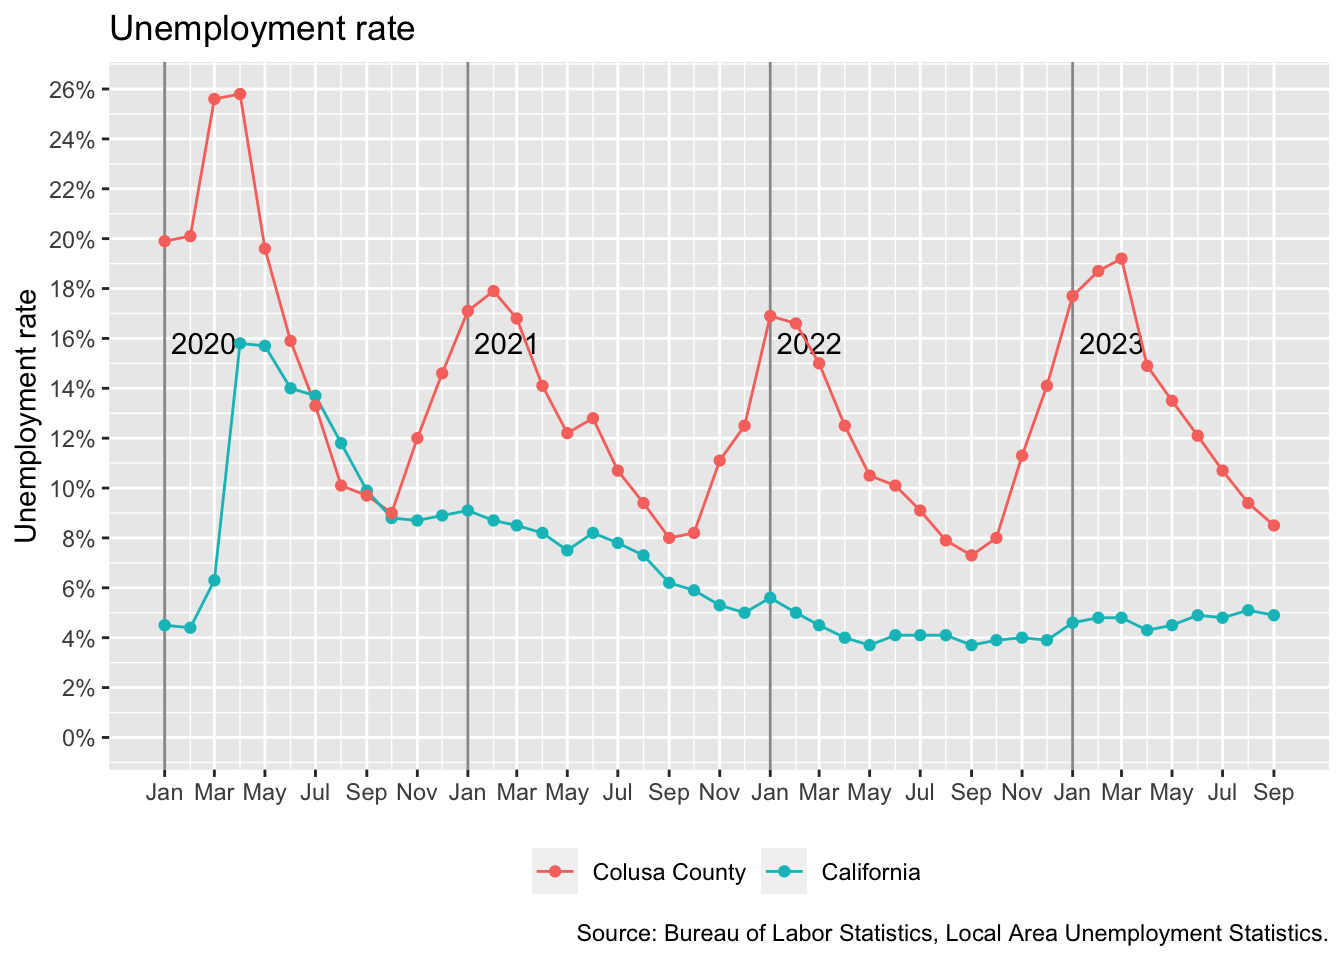 Unemployment rate
Unemployment rate
26%
24%
22%
20%
18%
16%
14%
12%
10%
8%
6%
4%
2%
0%
2020 2021 2022 2023
Jan Mar May Jul Sep Nov Jan Mar May Jul Sep Nov Jan Mar May Jul Sep Nov Jan Mar May Jul Sep
Colusa County California
Source: Bureau of Labor Statistics, Local Area Unemployment Statistics.